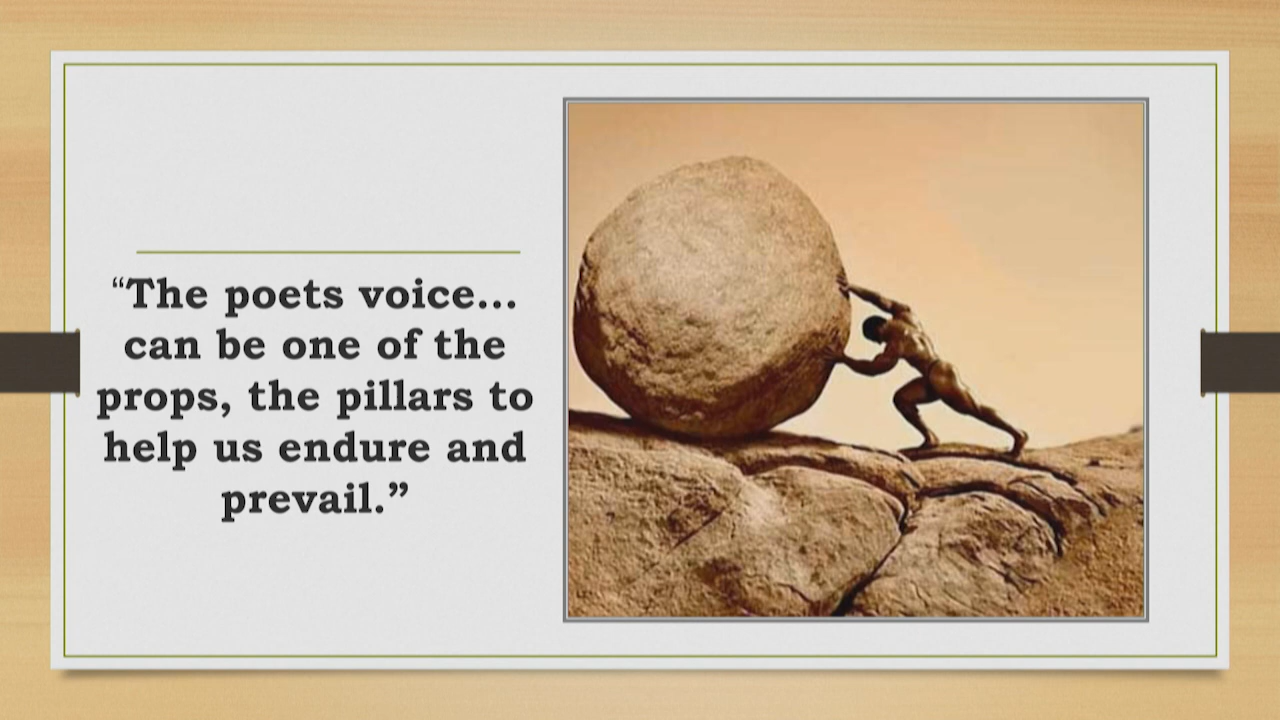 “The poets voice…
can be one of the
props, the pillars to
help us endure and
prevail.”